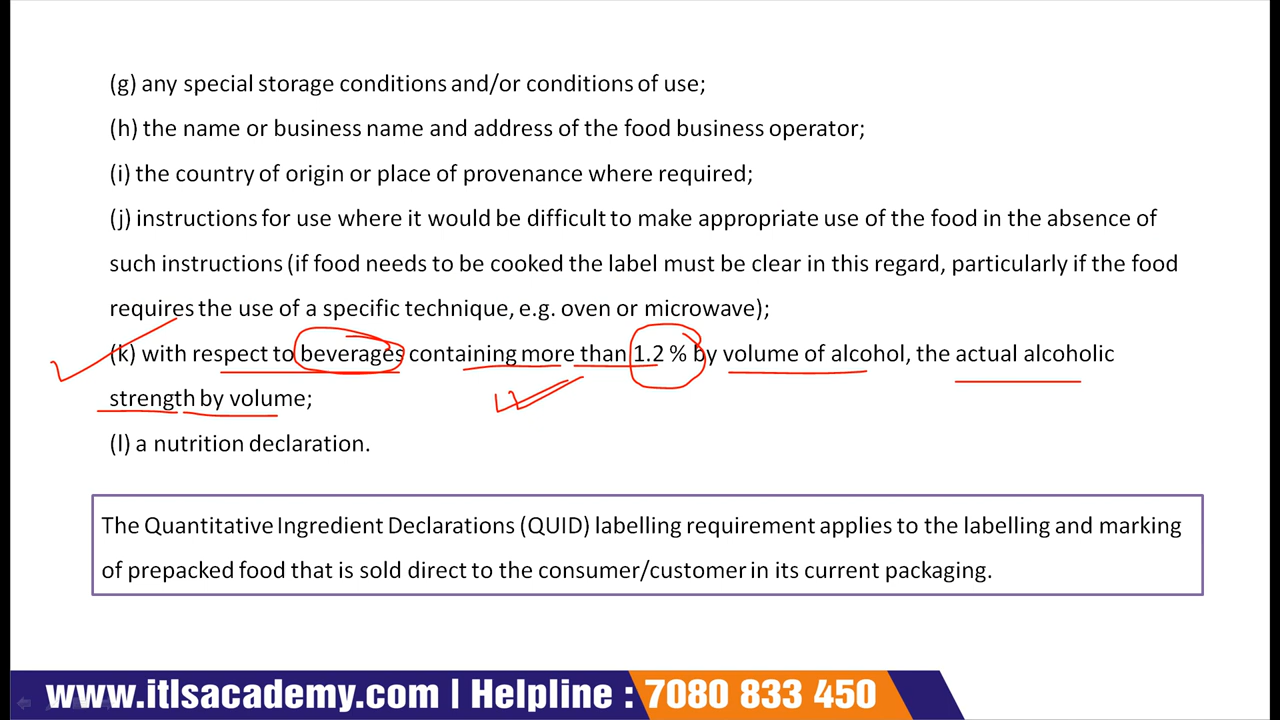 (g) any special storage conditions and/or conditions of use;
(h) the name or business name and address of the food business operator;
(i) the country of origin or place of provenance where required;
(j) instructions for use where it would be difficult to make appropriate use of the food in the absence of
such instructions (if food needs to be cooked the label must be clear in this regard, particularly if the food
requires the use of a specific technique, e.g. oven or microwave);
(k) with respect to beverages containing more than 1.2 % by volume of alcohol, the actual alcoholic
strength by volume;
(l) a nutrition declaration.
The Quantitative Ingredient Declarations (QUID) labelling requirement applies to the labelling and marking
of prepacked food that is sold direct to the consumer/customer in its current packaging.
www.itlsacademy.com | Helpline : 7080 833 450